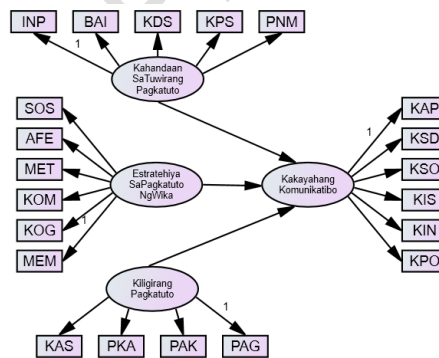 INP BAI KDS KPS PNM
1
Kahandaan
SaTuwirang
Pagkatuto
SOS
AFE
MET
KOM
KOG
MEM
1
Estratehiya
SaPagkatuto
NgWika
Kakayahang
Komunikatibo
1
KAP
KSD
KSO
KIS
KIN
KPO
Kiligirang
Pagkatuto
1
KAS PKA PAK PAG